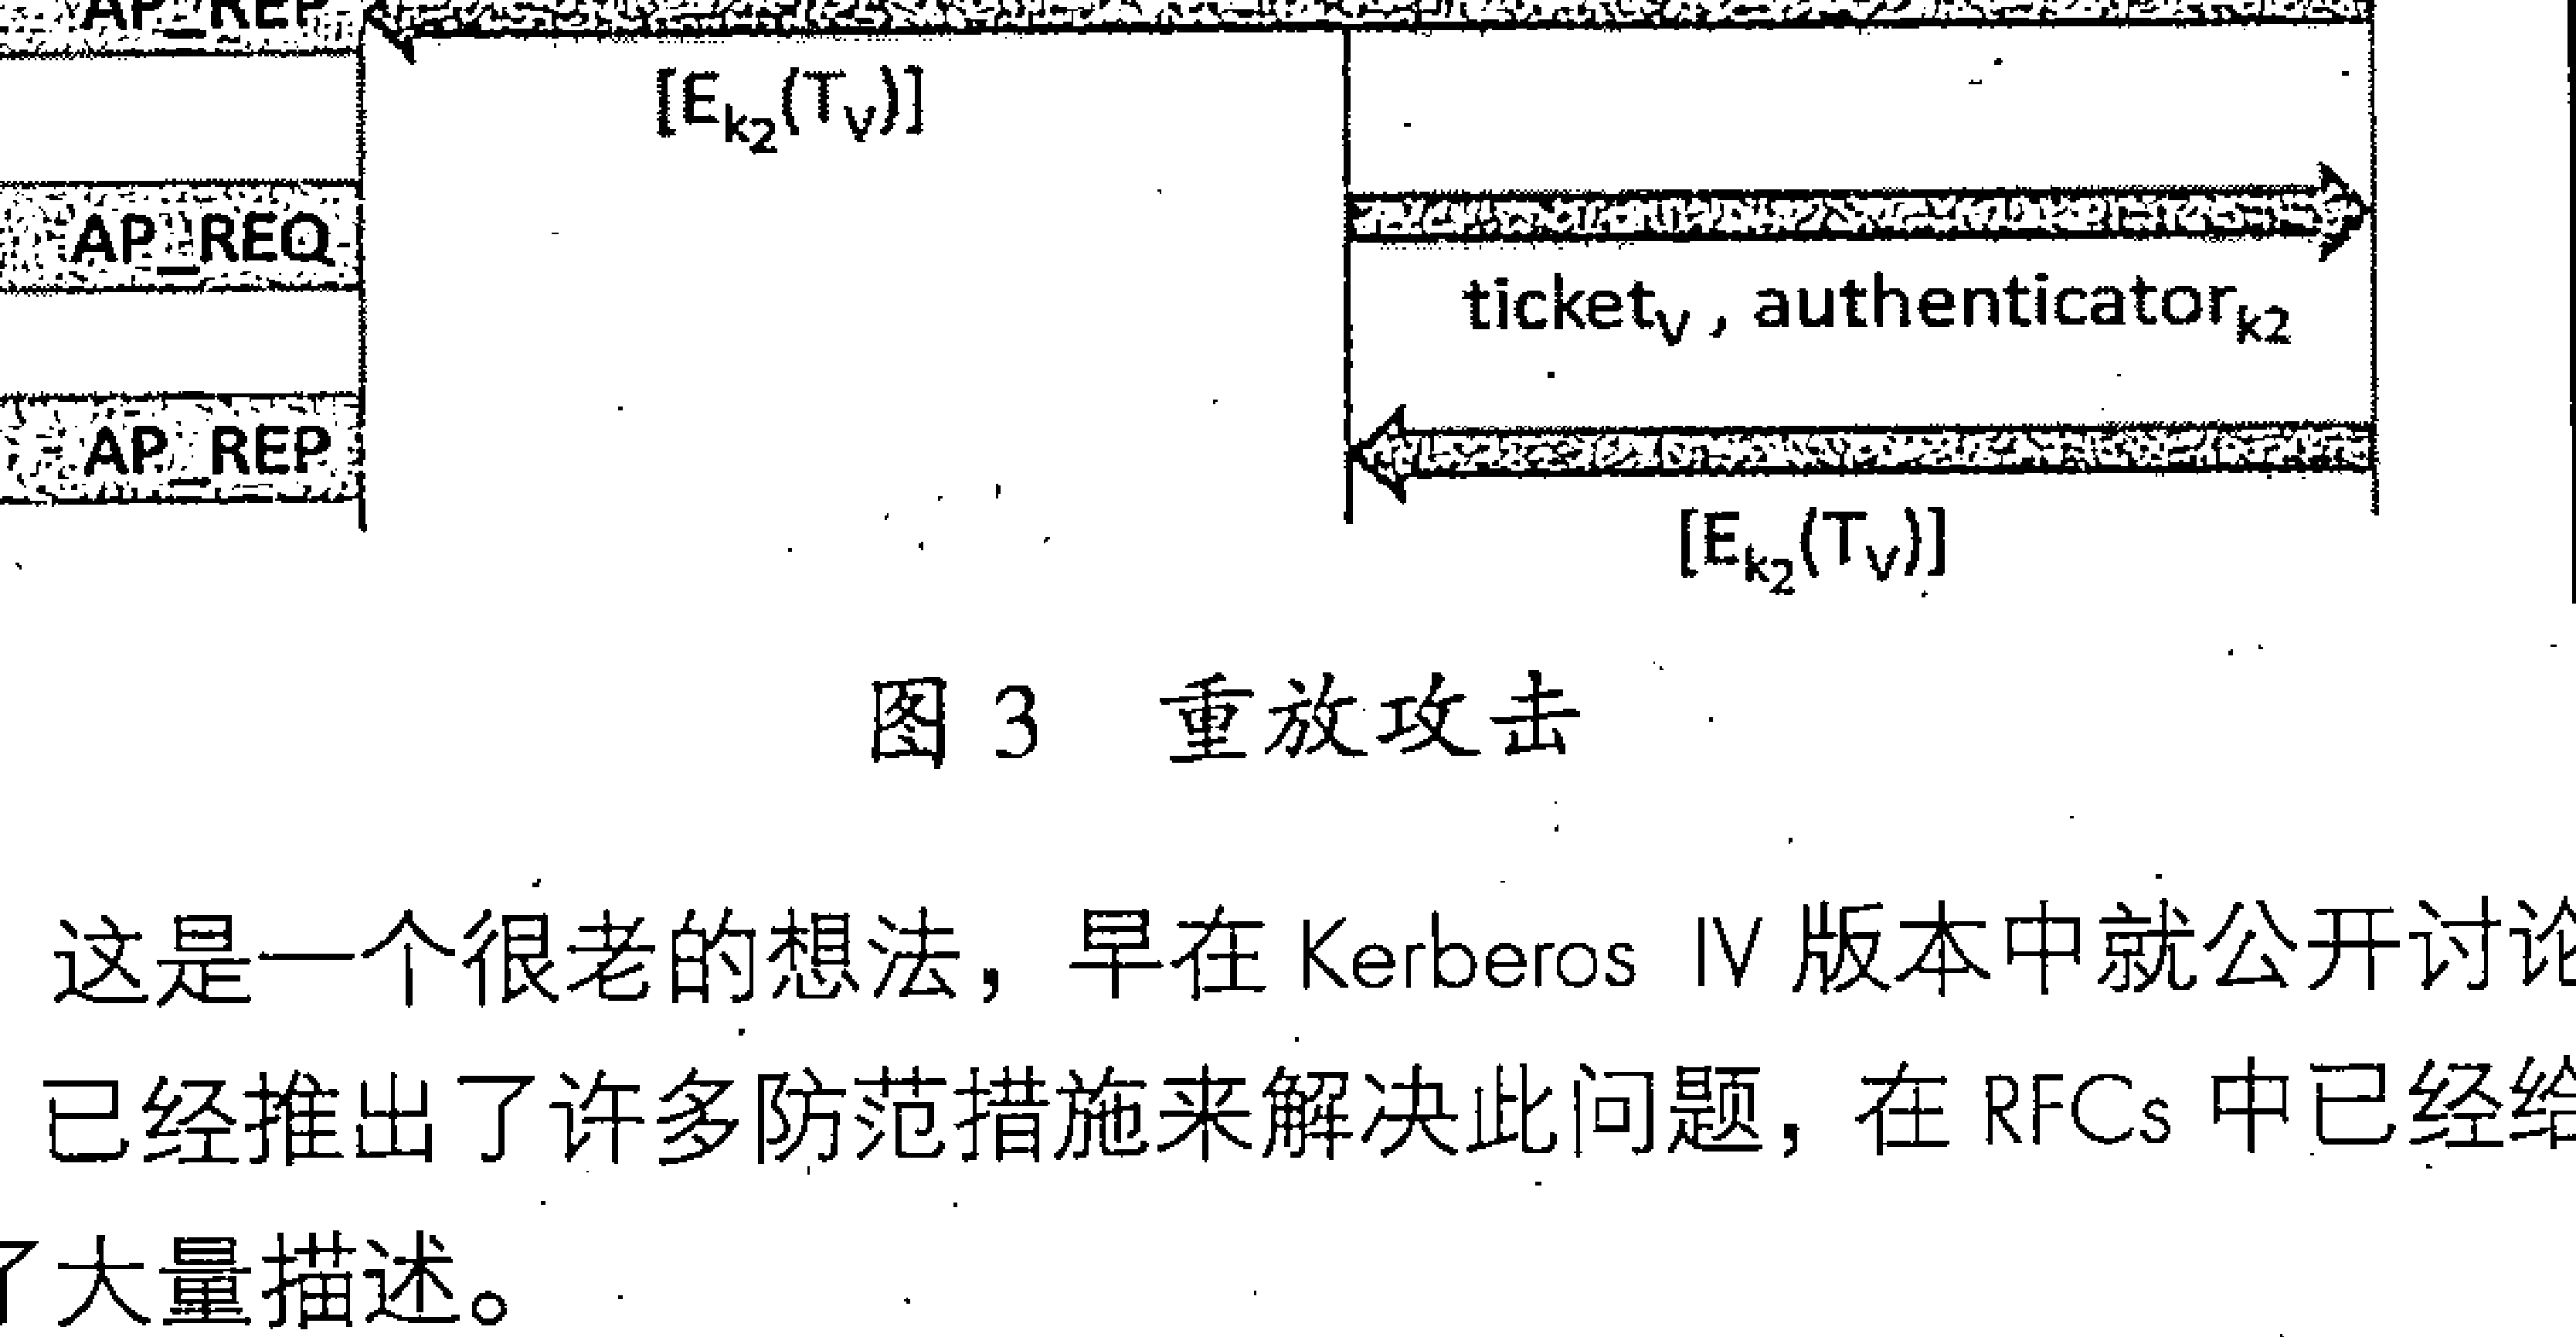 AP_REP
[E_k2(T_V)]
AP_REQ
ticket_V , authenticator_k2
AP_REP
[E_k2(T_V)]
图 3 重放攻击
这是一个很老的想法，早在 Kerberos IV 版本中就公开讨论
已经推出了许多防范措施来解决此问题，在 RFCs 中已经给
了大量描述。